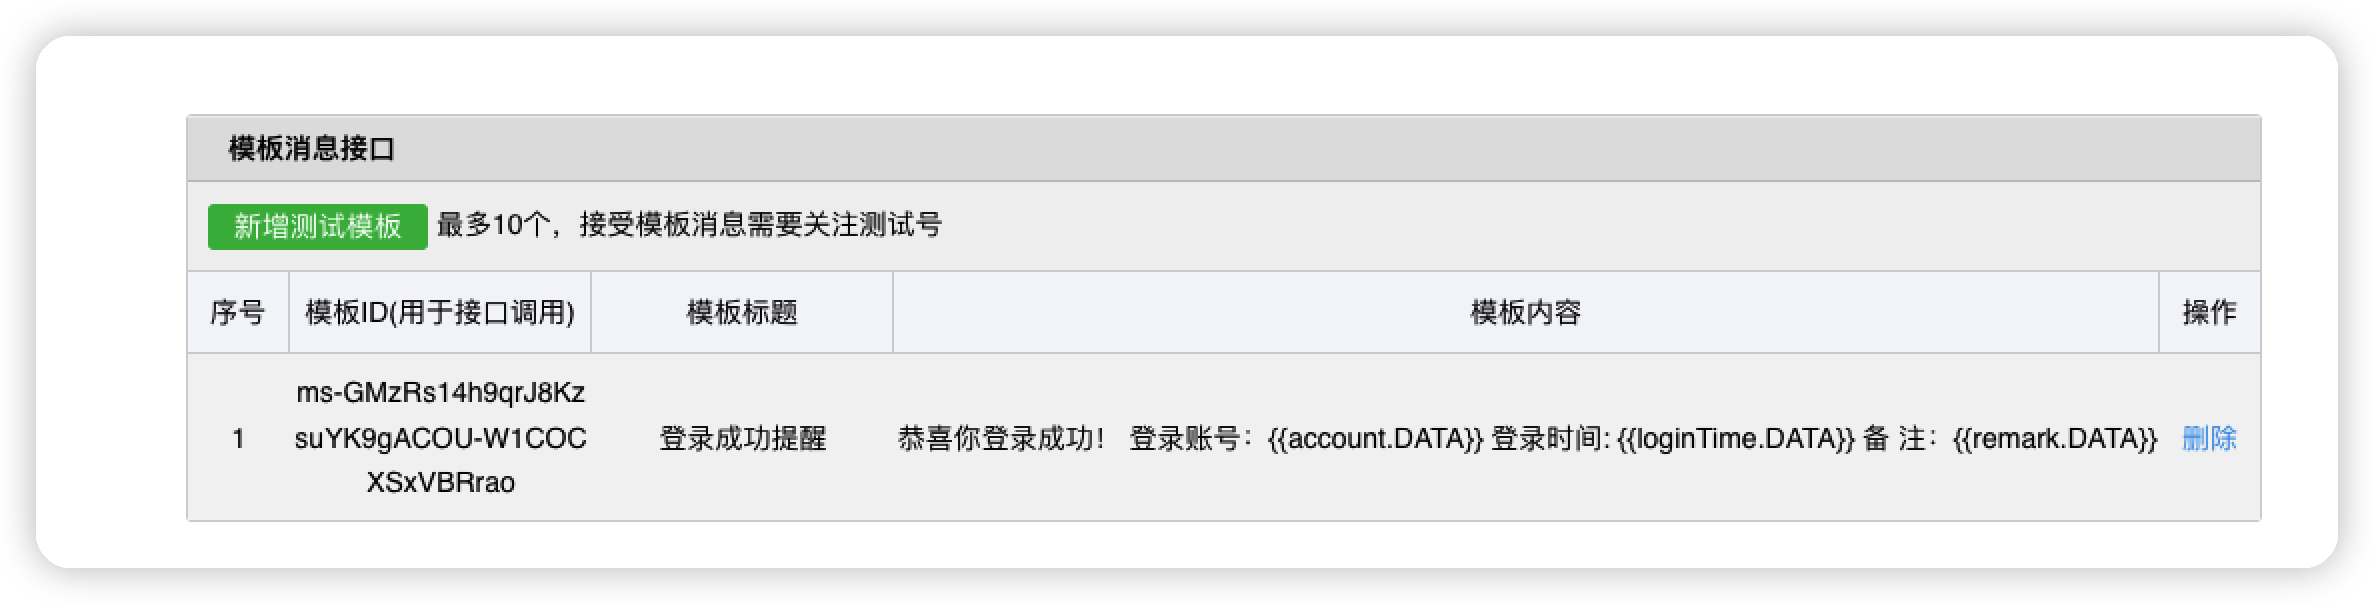 模板消息接口
新增测试模板 最多10个，接受模板消息需要关注测试号
序号 模板ID(用于接口调用) 模板标题 模板内容 操作
ms-GMzRs14h9qrJ8Kz
1 suYK9gACOU-W1COC 登录成功提醒 恭喜你登录成功！ 登录账号：{{account.DATA}} 登录时间: {{loginTime.DATA}} 备 注：{{remark.DATA}} 删除
XSxVBRrao